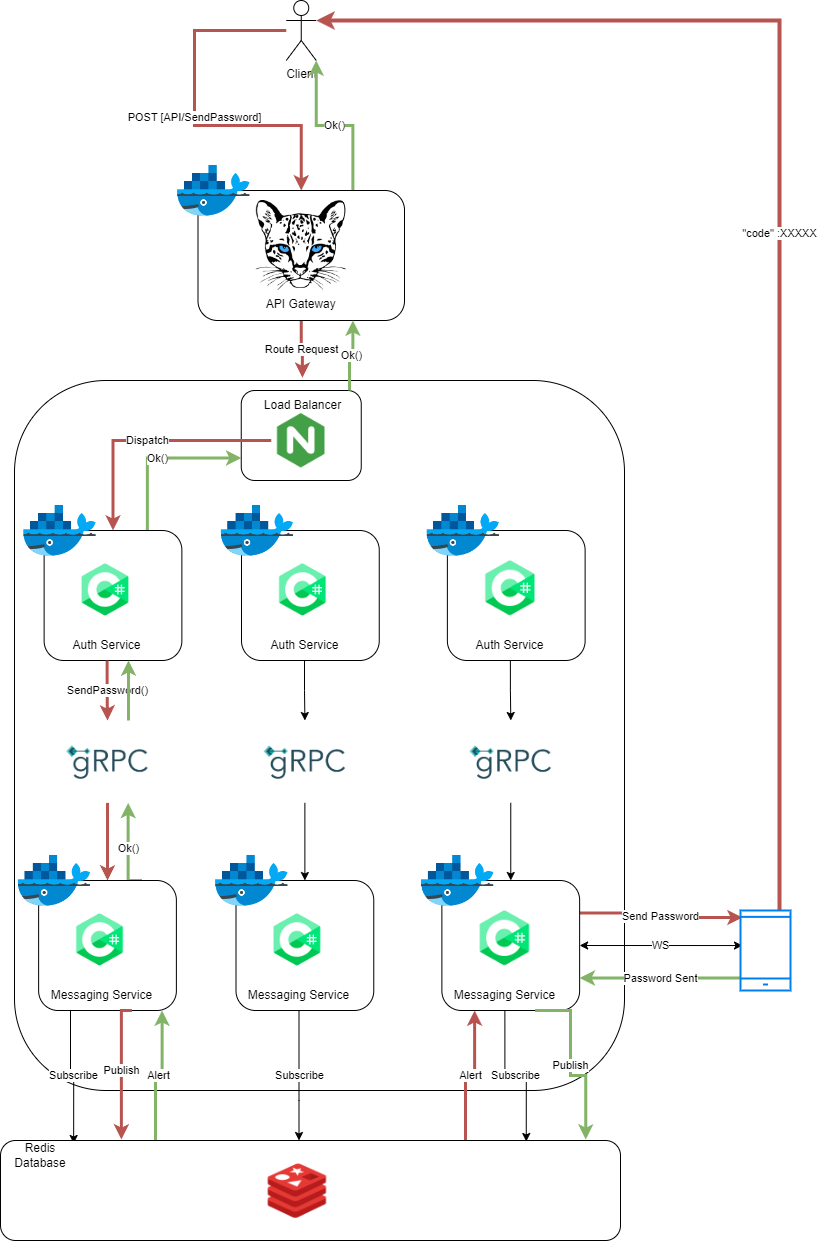 Client
POST [API/SendPassword]
Ok()
"code" :XXXXX
API Gateway
Route Request
Ok()
Load Balancer
N
Dispatch
Ok()
C#
C#
C#
Auth Service
Auth Service
Auth Service
SendPassword()
gRPC
gRPC
gRPC
Ok()
C#
C#
C#
Send Password
WS
Password Sent
Messaging Service
Messaging Service
Messaging Service
Subscribe
Publish
Alert
Subscribe
Alert
Subscribe
Publish
Redis
Database